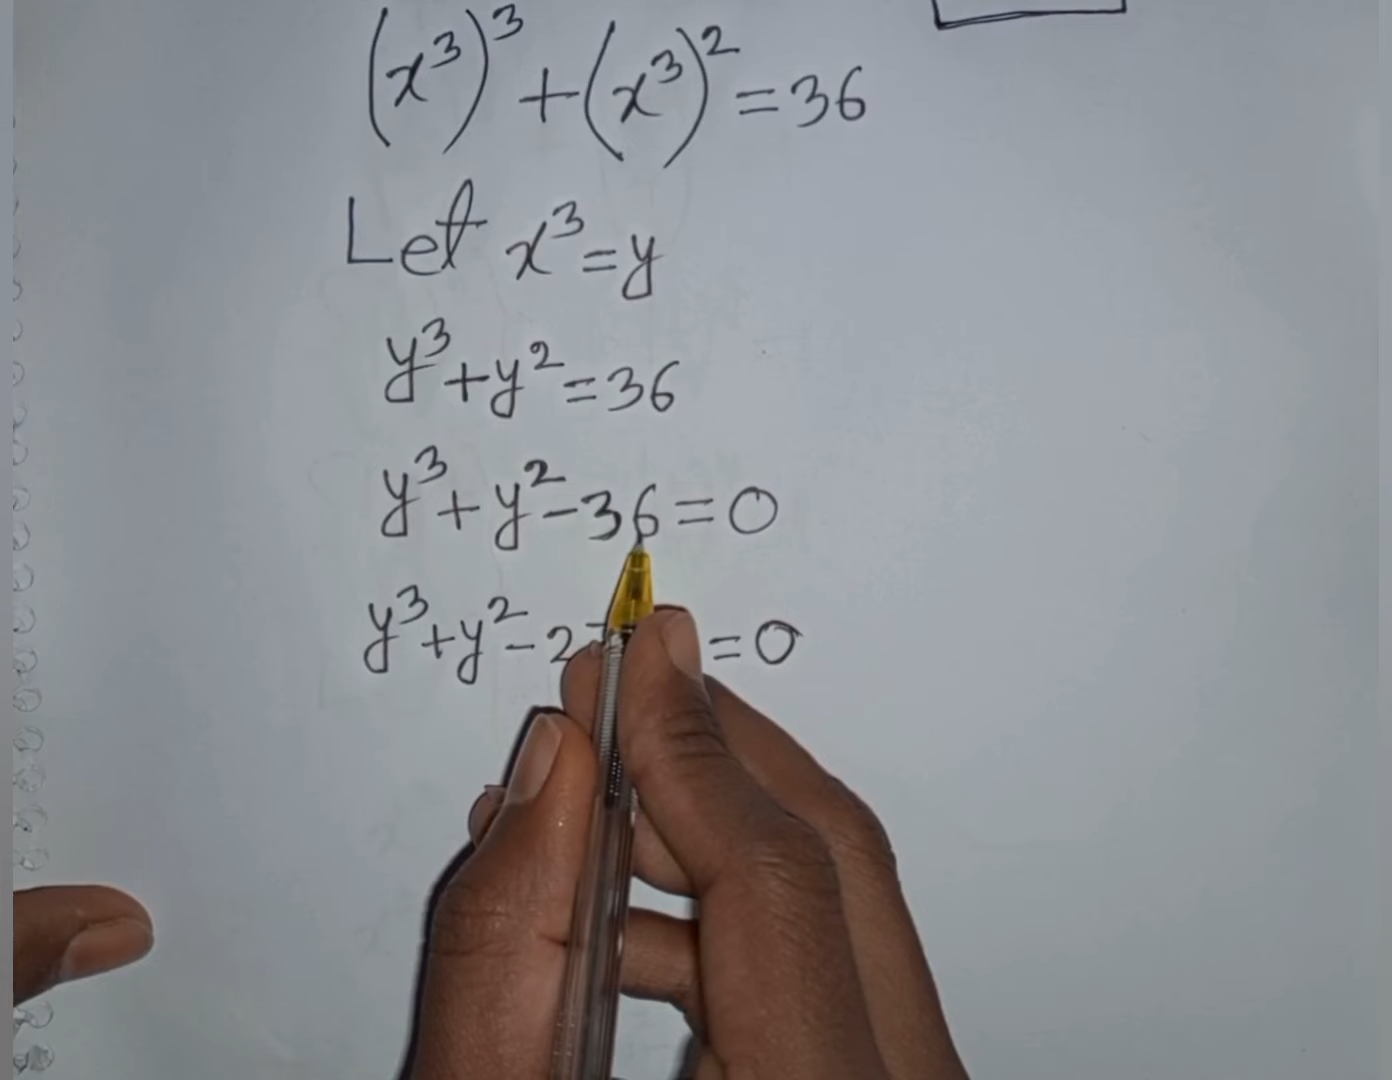 (x³)³+(x³)²=36
Let x³=y
y³+y²=36
y³+y²-36=0
y³+y²-2 =0